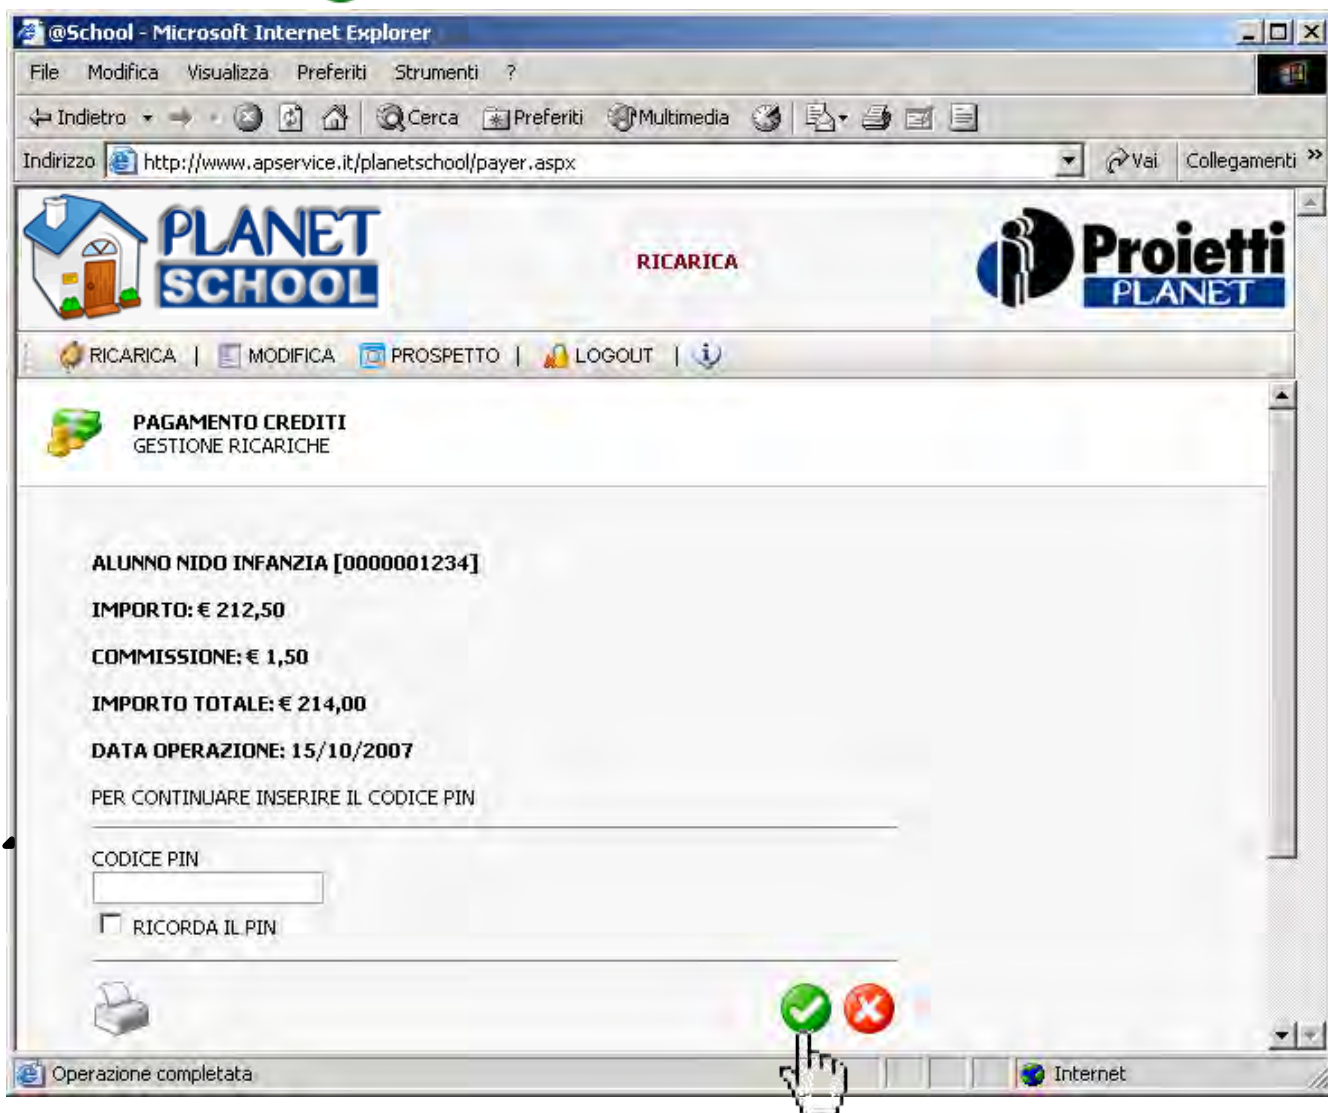 @School - Microsoft Internet Explorer
File Modifica Visualizza Preferiti Strumenti ?
Indietro Cerca Preferiti Multimedia
Indirizzo http://www.apservice.it/planetschool/payer.aspx Vai Collegamenti »
PLANET
SCHOOL
RICARICA
Proietti
PLANET
RICARICA | MODIFICA PROSPETTO | LOGOUT |
PAGAMENTO CREDITI
GESTIONE RICARICHE
ALUNNO NIDO INFANZIA [0000001234]
IMPORTO: € 212,50
COMMISSIONE: € 1,50
IMPORTO TOTALE: € 214,00
DATA OPERAZIONE: 15/10/2007
PER CONTINUARE INSERIRE IL CODICE PIN
CODICE PIN
RICORDA IL PIN
Operazione completata Internet